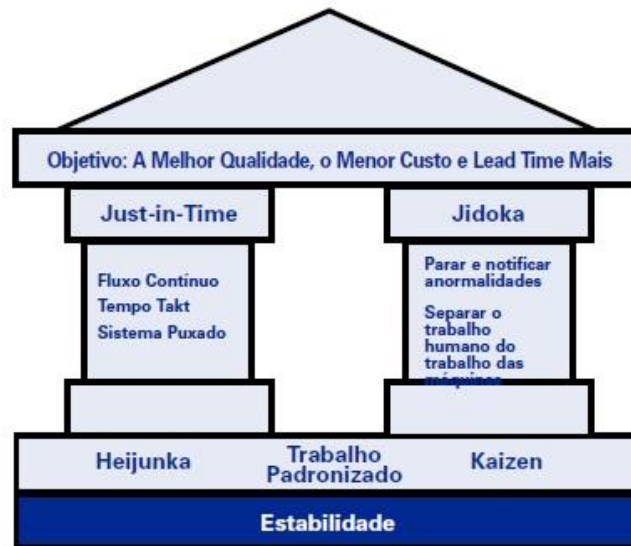 Objetivo: A Melhor Qualidade, o Menor Custo e Lead Time Mais
Just-in-Time
Jidoka
Fluxo Contínuo
Tempo Takt
Sistema Puxado
Parar e notificar
anormalidades
Separar o
trabalho
humano do
trabalho das
máquinas
Heijunka
Trabalho
Padronizado
Kaizen
Estabilidade